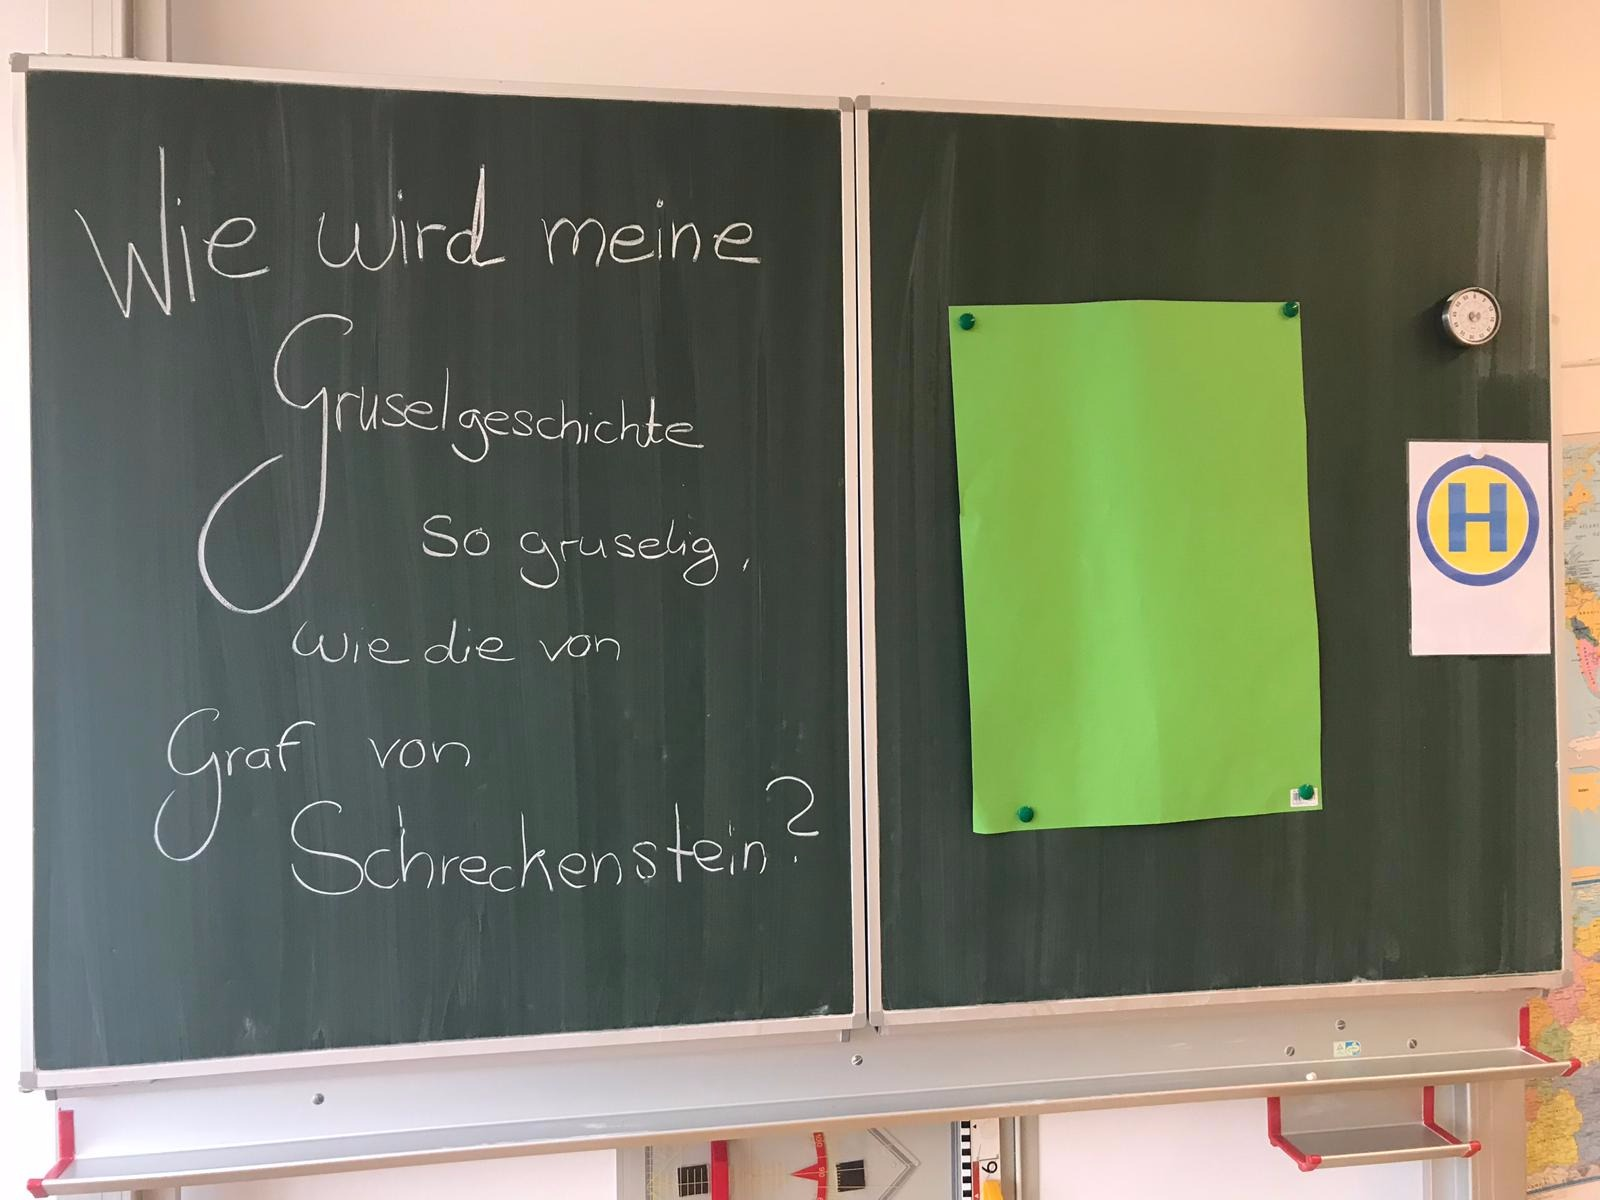 Wie wird meine
Gruselgeschichte
so gruselig,
wie die von
Graf von
Schreckenstein?
H